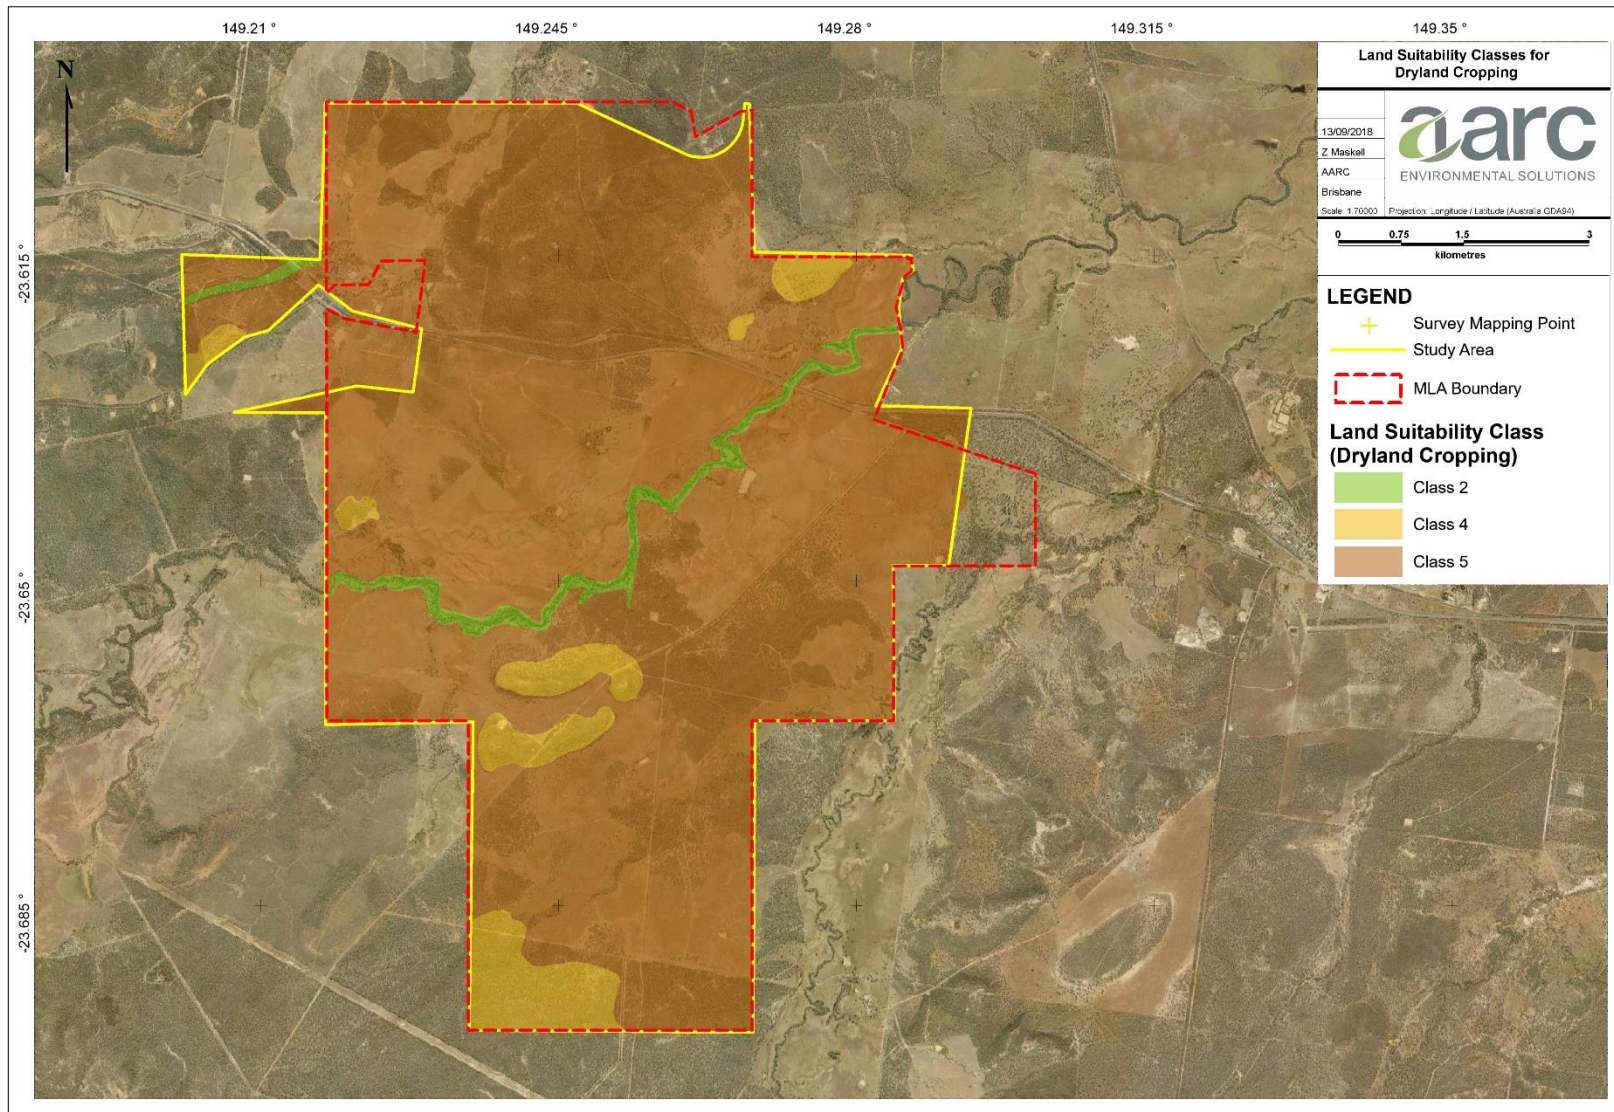 149.21 °
149.245 °
149.28 °
149.315 °
149.35 °
N
-23.615 °
-23.65 °
-23.685 °
Land Suitability Classes for
Dryland Cropping
13/09/2018
Z Maskell
AARC
Brisbane
Scale: 1:70000
Projection: Longitude / Latitude (Australia GDA94)
aarc
ENVIRONMENTAL SOLUTIONS
0 0.75 1.5 3
kilometres
LEGEND
Survey Mapping Point
Study Area
MLA Boundary
Land Suitability Class
(Dryland Cropping)
Class 2
Class 4
Class 5